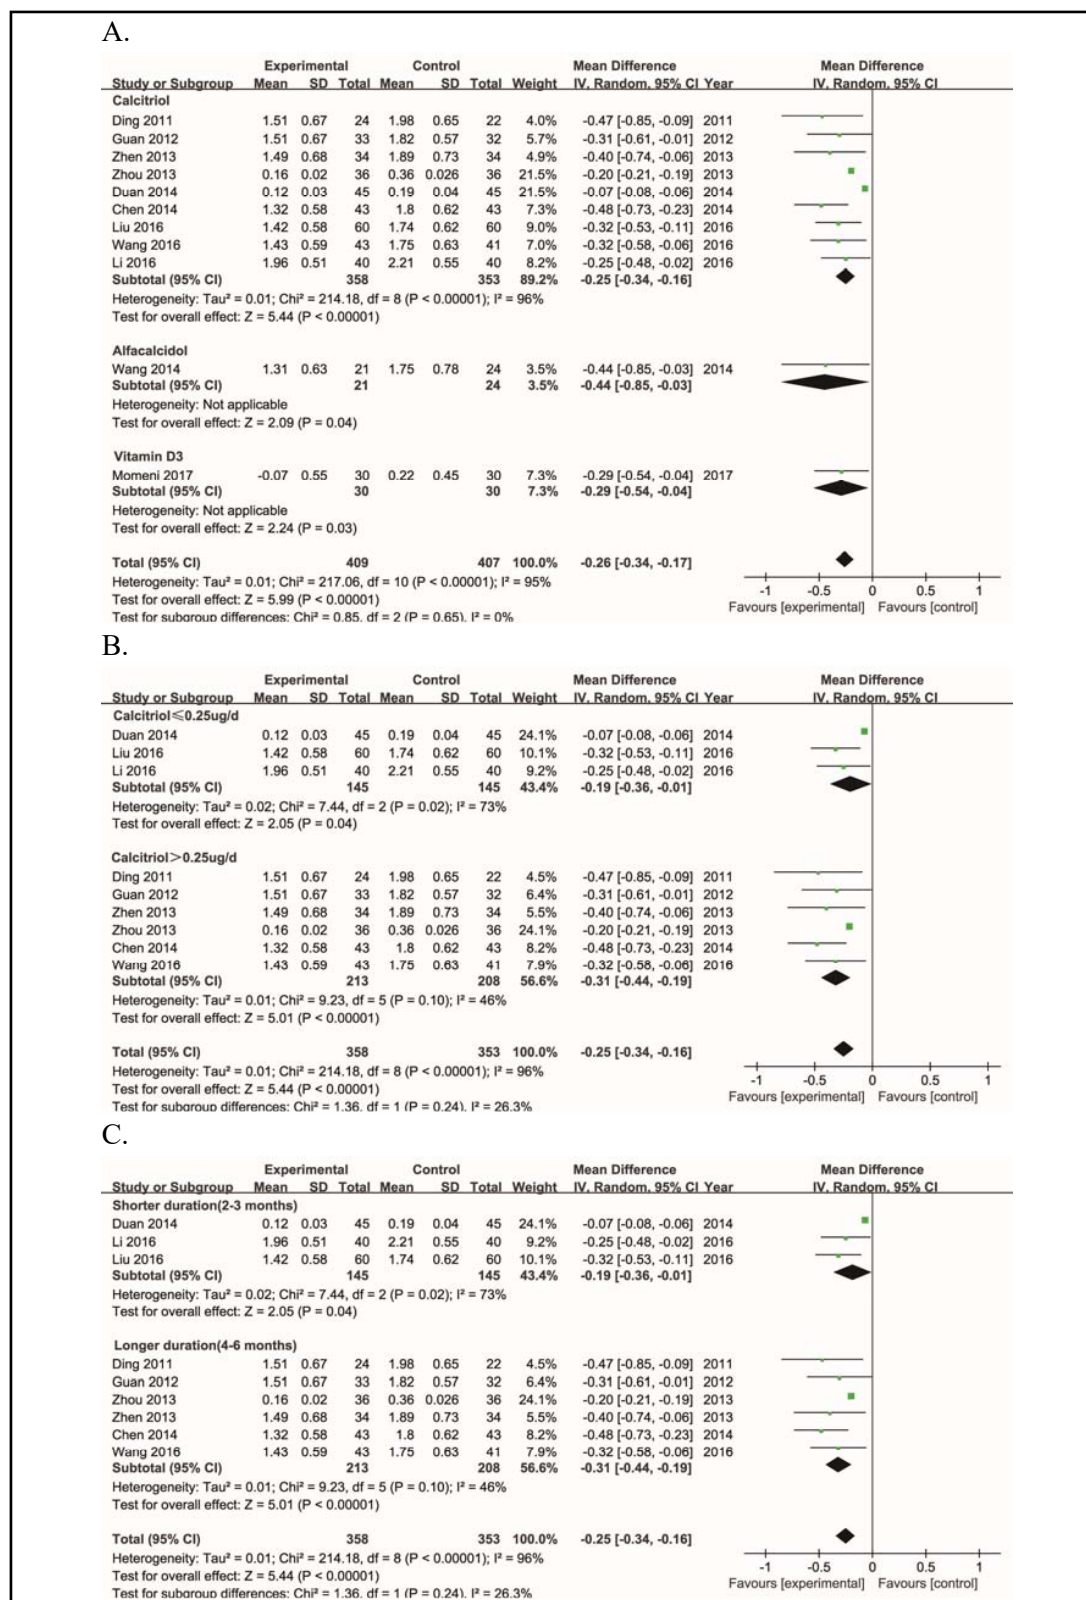 A.
Experimental Control Mean Difference Mean Difference
Study or Subgroup Mean SD Total Mean SD Total Weight IV, Random, 95% CI Year IV, Random, 95% CI
Calcitriol
Ding 2011 1.51 0.67 24 1.98 0.65 22 4.0% -0.47 [-0.85, -0.09] 2011
Guan 2012 1.51 0.67 33 1.82 0.57 32 5.7% -0.31 [-0.61, -0.01] 2012
Zhen 2013 1.49 0.68 34 1.89 0.73 34 4.9% -0.40 [-0.74, -0.06] 2013
Zhou 2013 0.16 0.02 36 0.36 0.026 36 21.5% -0.20 [-0.21, -0.19] 2013
Duan 2014 0.12 0.03 45 0.19 0.04 45 21.5% -0.07 [-0.08, -0.06] 2014
Chen 2014 1.32 0.58 43 1.8 0.62 43 7.3% -0.48 [-0.73, -0.23] 2014
Liu 2016 1.42 0.58 60 1.74 0.62 60 9.0% -0.32 [-0.53, -0.11] 2016
Wang 2016 1.43 0.59 43 1.75 0.63 41 7.0% -0.32 [-0.58, -0.06] 2016
Li 2016 1.96 0.51 40 2.21 0.55 40 8.2% -0.25 [-0.48, -0.02] 2016
Subtotal (95% CI) 358 353 89.2% -0.25 [-0.34, -0.16]
Heterogeneity: Tau² = 0.01; Chi² = 214.18, df = 8 (P < 0.00001); I² = 96%
Test for overall effect: Z = 5.44 (P < 0.00001)
Alfacalcidol
Wang 2014 1.31 0.63 21 1.75 0.78 24 3.5% -0.44 [-0.85, -0.03] 2014
Subtotal (95% CI) 21 24 3.5% -0.44 [-0.85, -0.03]
Heterogeneity: Not applicable
Test for overall effect: Z = 2.09 (P = 0.04)
Vitamin D3
Momeni 2017 -0.07 0.55 30 0.22 0.45 30 7.3% -0.29 [-0.54, -0.04] 2017
Subtotal (95% CI) 30 30 7.3% -0.29 [-0.54, -0.04]
Heterogeneity: Not applicable
Test for overall effect: Z = 2.24 (P = 0.03)
Total (95% CI) 409 407 100.0% -0.26 [-0.34, -0.17]
Heterogeneity: Tau² = 0.01; Chi² = 217.06, df = 10 (P < 0.00001); I² = 95%
Test for overall effect: Z = 5.99 (P < 0.00001)
Test for subgroup differences: Chi² = 0.85, df = 2 (P = 0.65), I² = 0%
-1 -0.5 0 0.5 1
Favours [experimental] Favours [control]
B.
Experimental Control Mean Difference Mean Difference
Study or Subgroup Mean SD Total Mean SD Total Weight IV, Random, 95% CI Year IV, Random, 95% CI
Calcitriol≤0.25ug/d
Duan 2014 0.12 0.03 45 0.19 0.04 45 24.1% -0.07 [-0.08, -0.06] 2014
Liu 2016 1.42 0.58 60 1.74 0.62 60 10.1% -0.32 [-0.53, -0.11] 2016
Li 2016 1.96 0.51 40 2.21 0.55 40 9.2% -0.25 [-0.48, -0.02] 2016
Subtotal (95% CI) 145 145 43.4% -0.19 [-0.36, -0.01]
Heterogeneity: Tau² = 0.02; Chi² = 7.44, df = 2 (P = 0.02); I² = 73%
Test for overall effect: Z = 2.05 (P = 0.04)
Calcitriol>0.25ug/d
Ding 2011 1.51 0.67 24 1.98 0.65 22 4.5% -0.47 [-0.85, -0.09] 2011
Guan 2012 1.51 0.67 33 1.82 0.57 32 6.4% -0.31 [-0.61, -0.01] 2012
Zhen 2013 1.49 0.68 34 1.89 0.73 34 5.5% -0.40 [-0.74, -0.06] 2013
Zhou 2013 0.16 0.02 36 0.36 0.026 36 24.1% -0.20 [-0.21, -0.19] 2013
Chen 2014 1.32 0.58 43 1.8 0.62 43 8.2% -0.48 [-0.73, -0.23] 2014
Wang 2016 1.43 0.59 43 1.75 0.63 41 7.9% -0.32 [-0.58, -0.06] 2016
Subtotal (95% CI) 213 208 56.6% -0.31 [-0.44, -0.19]
Heterogeneity: Tau² = 0.01; Chi² = 9.23, df = 5 (P = 0.10); I² = 46%
Test for overall effect: Z = 5.01 (P < 0.00001)
Total (95% CI) 358 353 100.0% -0.25 [-0.34, -0.16]
Heterogeneity: Tau² = 0.01; Chi² = 214.18, df = 8 (P < 0.00001); I² = 96%
Test for overall effect: Z = 5.44 (P < 0.00001)
Test for subgroup differences: Chi² = 1.36, df = 1 (P = 0.24), I² = 26.3%
-1 -0.5 0 0.5 1
Favours [experimental] Favours [control]
C.
Experimental Control Mean Difference Mean Difference
Study or Subgroup Mean SD Total Mean SD Total Weight IV, Random, 95% CI Year IV, Random, 95% CI
Shorter duration(2-3 months)
Duan 2014 0.12 0.03 45 0.19 0.04 45 24.1% -0.07 [-0.08, -0.06] 2014
Li 2016 1.96 0.51 40 2.21 0.55 40 9.2% -0.25 [-0.48, -0.02] 2016
Liu 2016 1.42 0.58 60 1.74 0.62 60 10.1% -0.32 [-0.53, -0.11] 2016
Subtotal (95% CI) 145 145 43.4% -0.19 [-0.36, -0.01]
Heterogeneity: Tau² = 0.02; Chi² = 7.44, df = 2 (P = 0.02); I² = 73%
Test for overall effect: Z = 2.05 (P = 0.04)
Longer duration(4-6 months)
Ding 2011 1.51 0.67 24 1.98 0.65 22 4.5% -0.47 [-0.85, -0.09] 2011
Guan 2012 1.51 0.67 33 1.82 0.57 32 6.4% -0.31 [-0.61, -0.01] 2012
Zhou 2013 0.16 0.02 36 0.36 0.026 36 24.1% -0.20 [-0.21, -0.19] 2013
Zhen 2013 1.49 0.68 34 1.89 0.73 34 5.5% -0.40 [-0.74, -0.06] 2013
Chen 2014 1.32 0.58 43 1.8 0.62 43 8.2% -0.48 [-0.73, -0.23] 2014
Wang 2016 1.43 0.59 43 1.75 0.63 41 7.9% -0.32 [-0.58, -0.06] 2016
Subtotal (95% CI) 213 208 56.6% -0.31 [-0.44, -0.19]
Heterogeneity: Tau² = 0.01; Chi² = 9.23, df = 5 (P = 0.10); I² = 46%
Test for overall effect: Z = 5.01 (P < 0.00001)
Total (95% CI) 358 353 100.0% -0.25 [-0.34, -0.16]
Heterogeneity: Tau² = 0.01; Chi² = 214.18, df = 8 (P < 0.00001); I² = 96%
Test for overall effect: Z = 5.44 (P < 0.00001)
Test for subgroup differences: Chi² = 1.36, df = 1 (P = 0.24), I² = 26.3%
-1 -0.5 0 0.5 1
Favours [experimental] Favours [control]